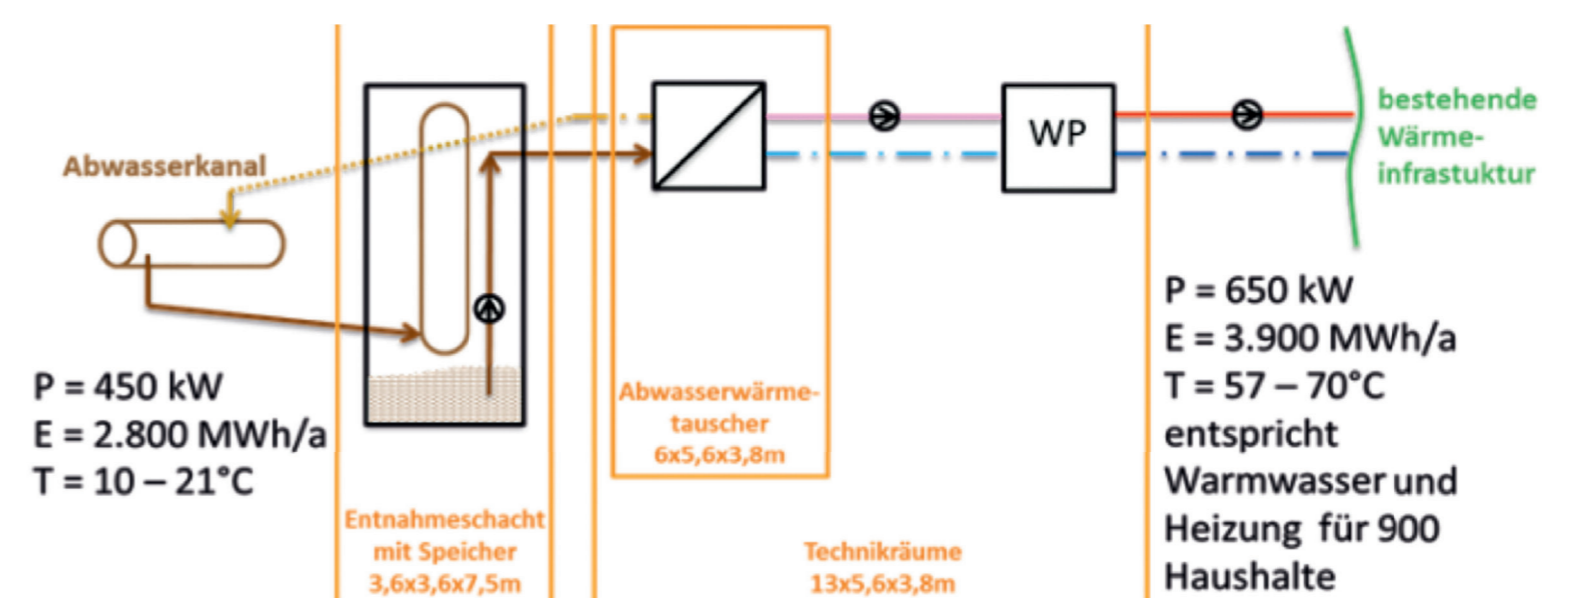 Abwasserkanal
P = 450 kW
E = 2.800 MWh/a
T = 10 – 21°C
Entnahmeschacht
mit Speicher
3,6x3,6x7,5m
Abwasserwärme-
tauscher
6x5,6x3,8m
Technikräume
13x5,6x3,8m
WP
bestehende
Wärme-
infrastuktur
P = 650 kW
E = 3.900 MWh/a
T = 57 – 70°C
entspricht
Warmwasser und
Heizung für 900
Haushalte